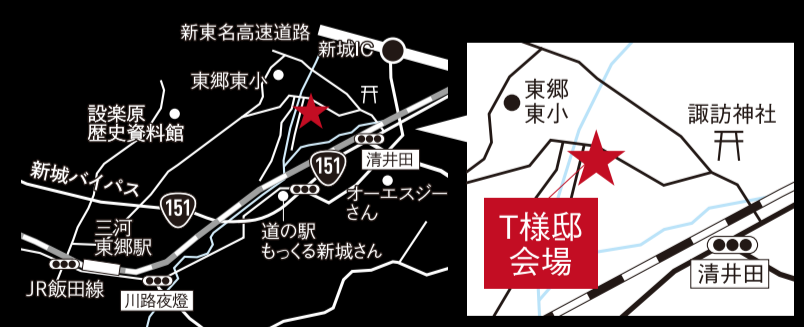 新東名高速道路
新城IC
東郷東小
設楽原
歴史資料館
151
清井田
新城バイパス
151
オーエスジー
さん
道の駅
もっくる新城さん
三河
東郷駅
JR飯田線
川路夜燈
東郷
東小
諏訪神社
T様邸
会場
清井田